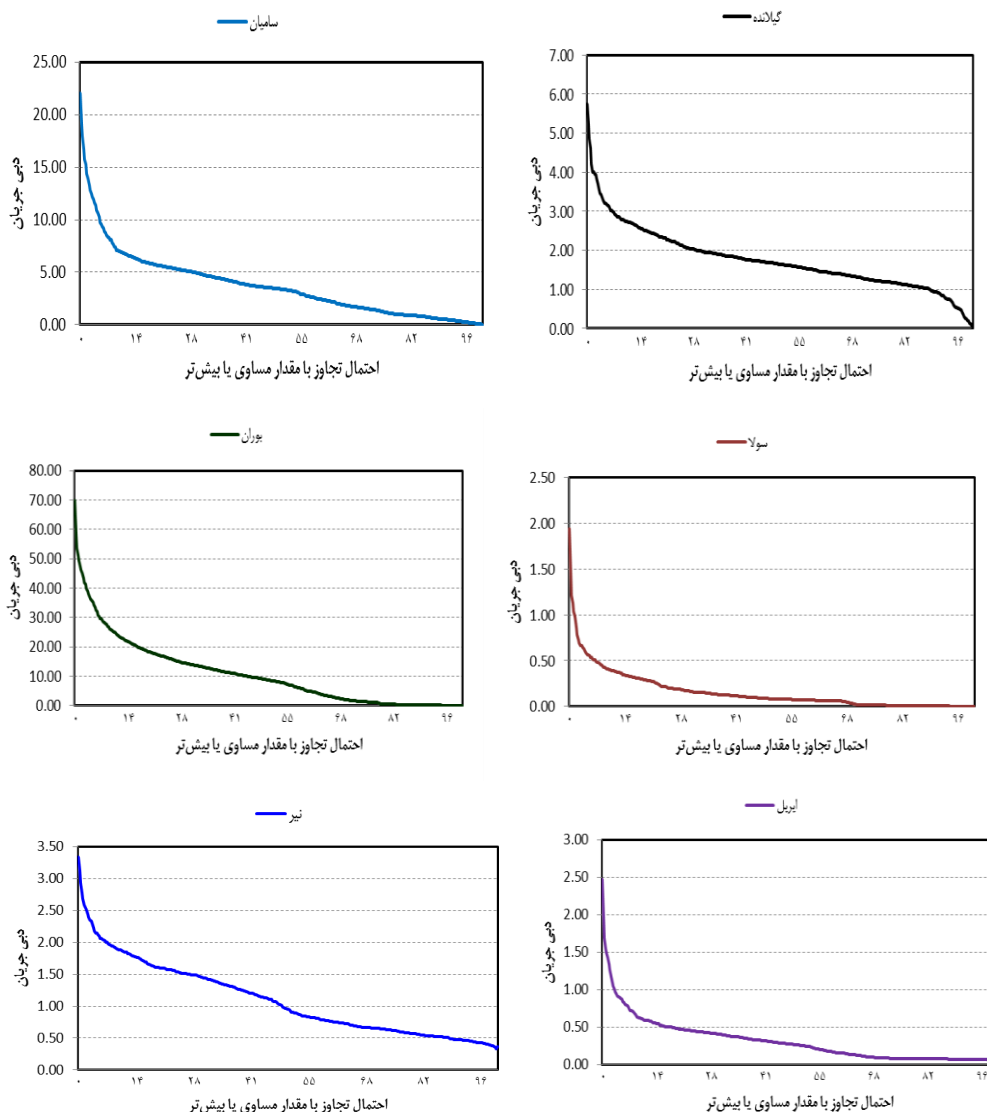 سامیان
25.00
20.00
15.00
10.00
5.00
0.00
دبی جریان
۰ ۱۴ ۲۸ ۴۱ ۵۵ ۶۸ ۸۲ ۹۶
احتمال تجاوز با مقدار مساوی یا بیش‌تر
گیلانده
7.00
6.00
5.00
4.00
3.00
2.00
1.00
0.00
دبی جریان
۰ ۱۴ ۲۸ ۴۱ ۵۵ ۶۸ ۸۲ ۹۶
احتمال تجاوز با مقدار مساوی یا بیش‌تر
بوران
80.00
70.00
60.00
50.00
40.00
30.00
20.00
10.00
0.00
دبی جریان
۰ ۱۴ ۲۸ ۴۱ ۵۵ ۶۸ ۸۲ ۹۶
احتمال تجاوز با مقدار مساوی یا بیش‌تر
سولا
2.50
2.00
1.50
1.00
0.50
0.00
دبی جریان
۰ ۱۴ ۲۸ ۴۱ ۵۵ ۶۸ ۸۲ ۹۶
احتمال تجاوز با مقدار مساوی یا بیش‌تر
نیر
3.50
3.00
2.50
2.00
1.50
1.00
0.50
0.00
دبی جریان
۰ ۱۴ ۲۸ ۴۱ ۵۵ ۶۸ ۸۲ ۹۶
احتمال تجاوز با مقدار مساوی یا بیش‌تر
ایریل
3.00
2.50
2.00
1.50
1.00
0.50
0.00
دبی جریان
۰ ۱۴ ۲۸ ۴۱ ۵۵ ۶۸ ۸۲ ۹۶
احتمال تجاوز با مقدار مساوی یا بیش‌تر